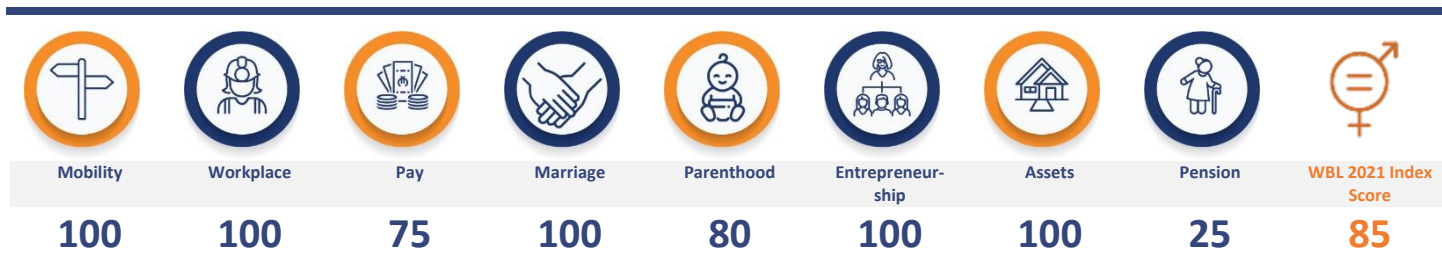 Mobility
Workplace
Pay
Marriage
Parenthood
Entrepreneur-
ship
Assets
Pension
WBL 2021 Index
Score
100
100
75
100
80
100
100
25
85